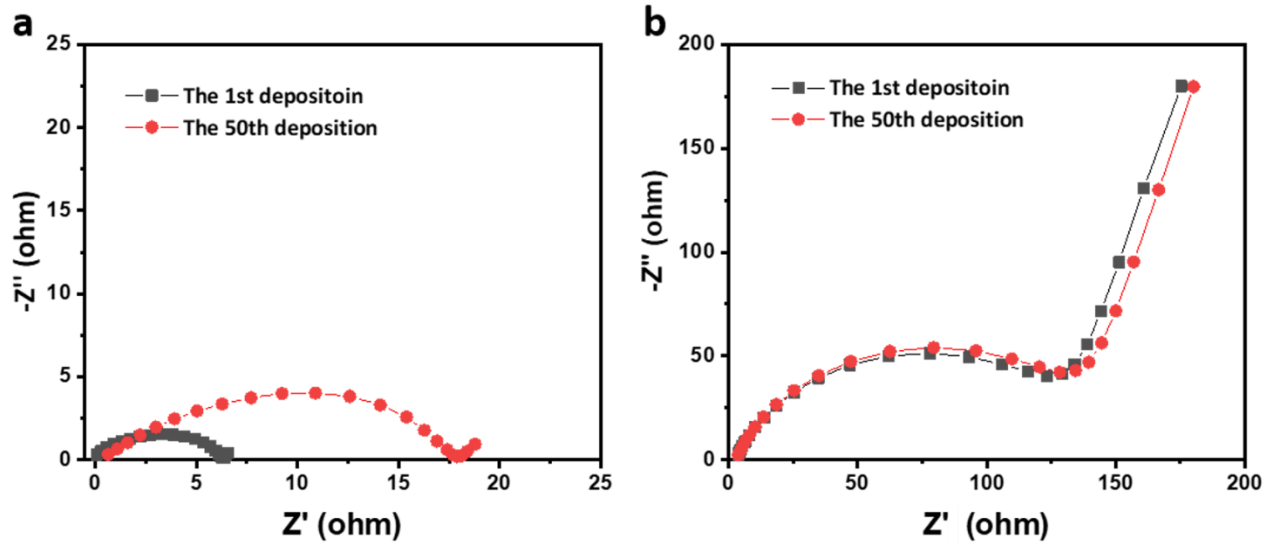 a
25
20
15
10
5
0
-Z'' (ohm)
The 1st depositoin
The 50th deposition
0 5 10 15 20 25
Z' (ohm)
b
200
150
100
50
0
-Z'' (ohm)
The 1st depositoin
The 50th deposition
0 50 100 150 200
Z' (ohm)